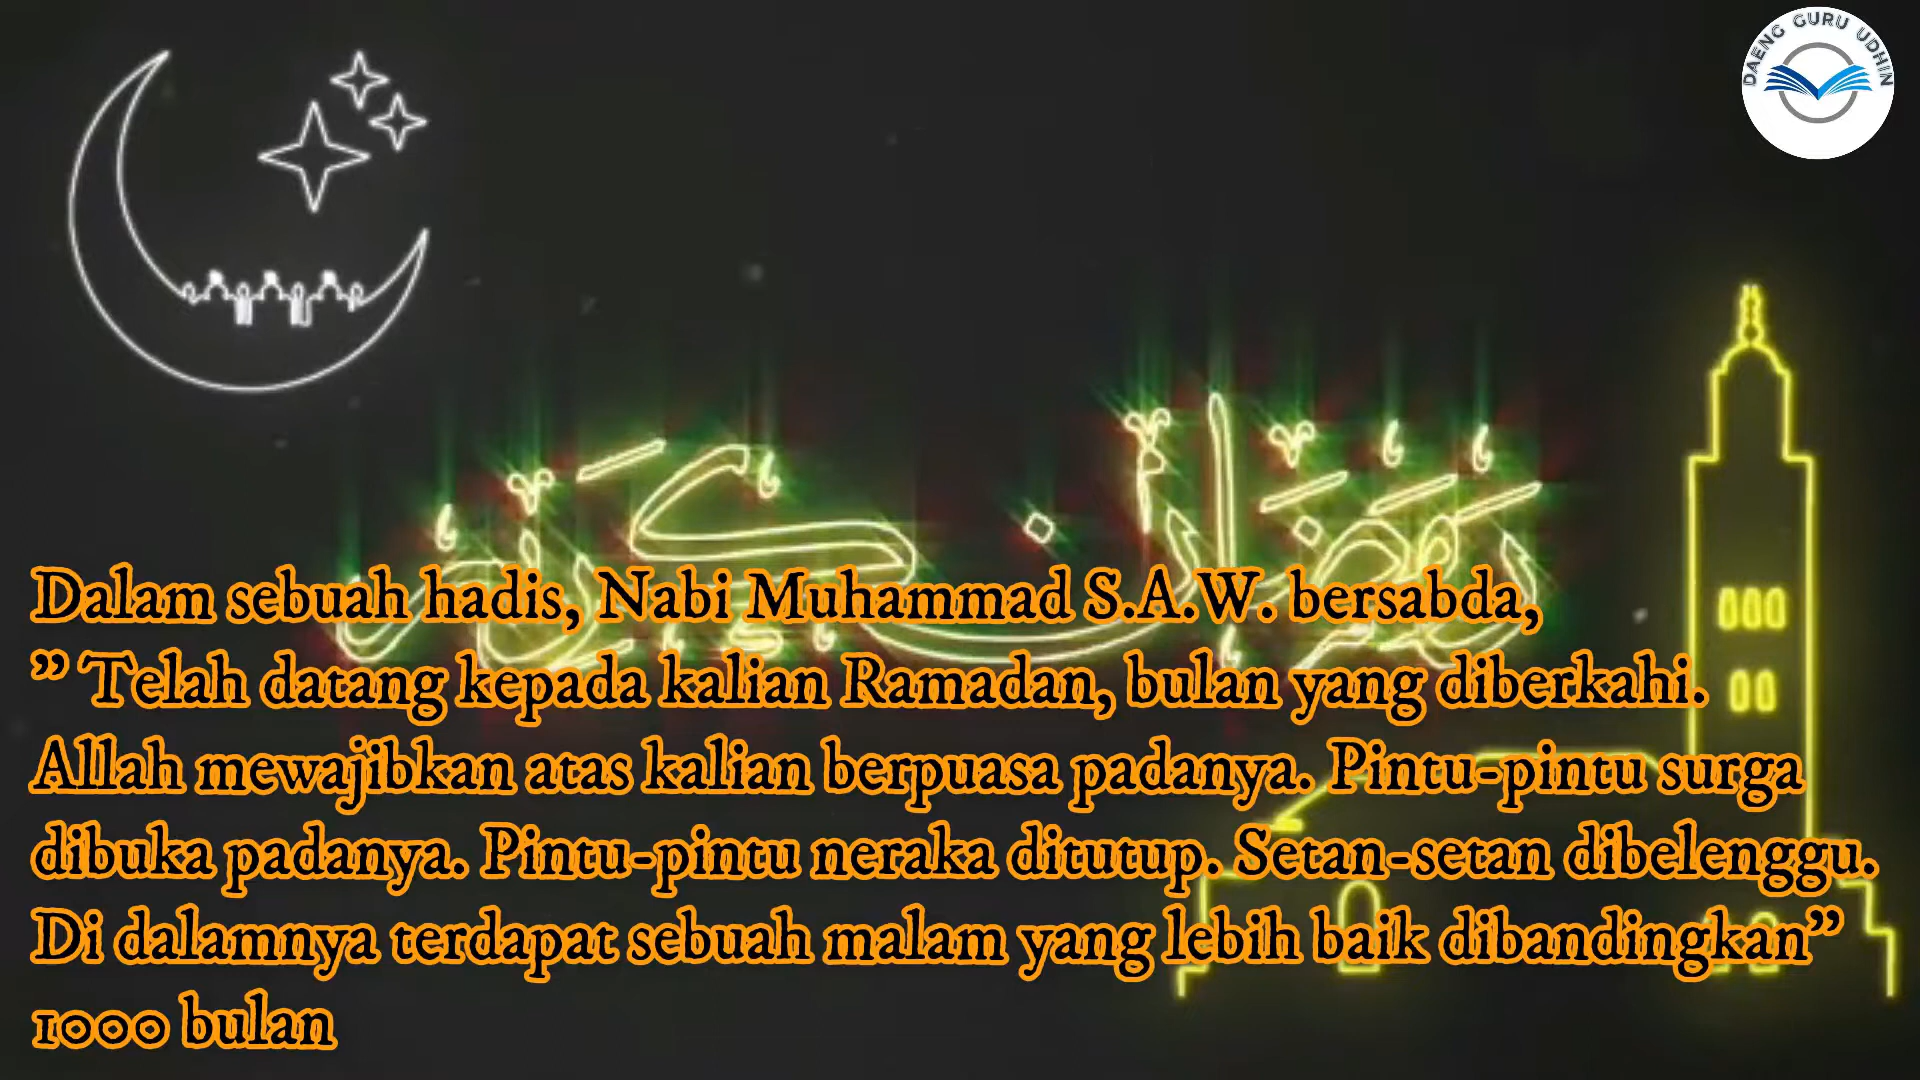 DAENG GURU UDHIN
رَمَضَان كَرِيم
Dalam sebuah hadis, Nabi Muhammad S.A.W. bersabda,
” Telah datang kepada kalian Ramadan, bulan yang diberkahi.
Allah mewajibkan atas kalian berpuasa padanya. Pintu-pintu surga
dibuka padanya. Pintu-pintu neraka ditutup. Setan-setan dibelenggu.
Di dalamnya terdapat sebuah malam yang lebih baik dibandingkan”
1000 bulan